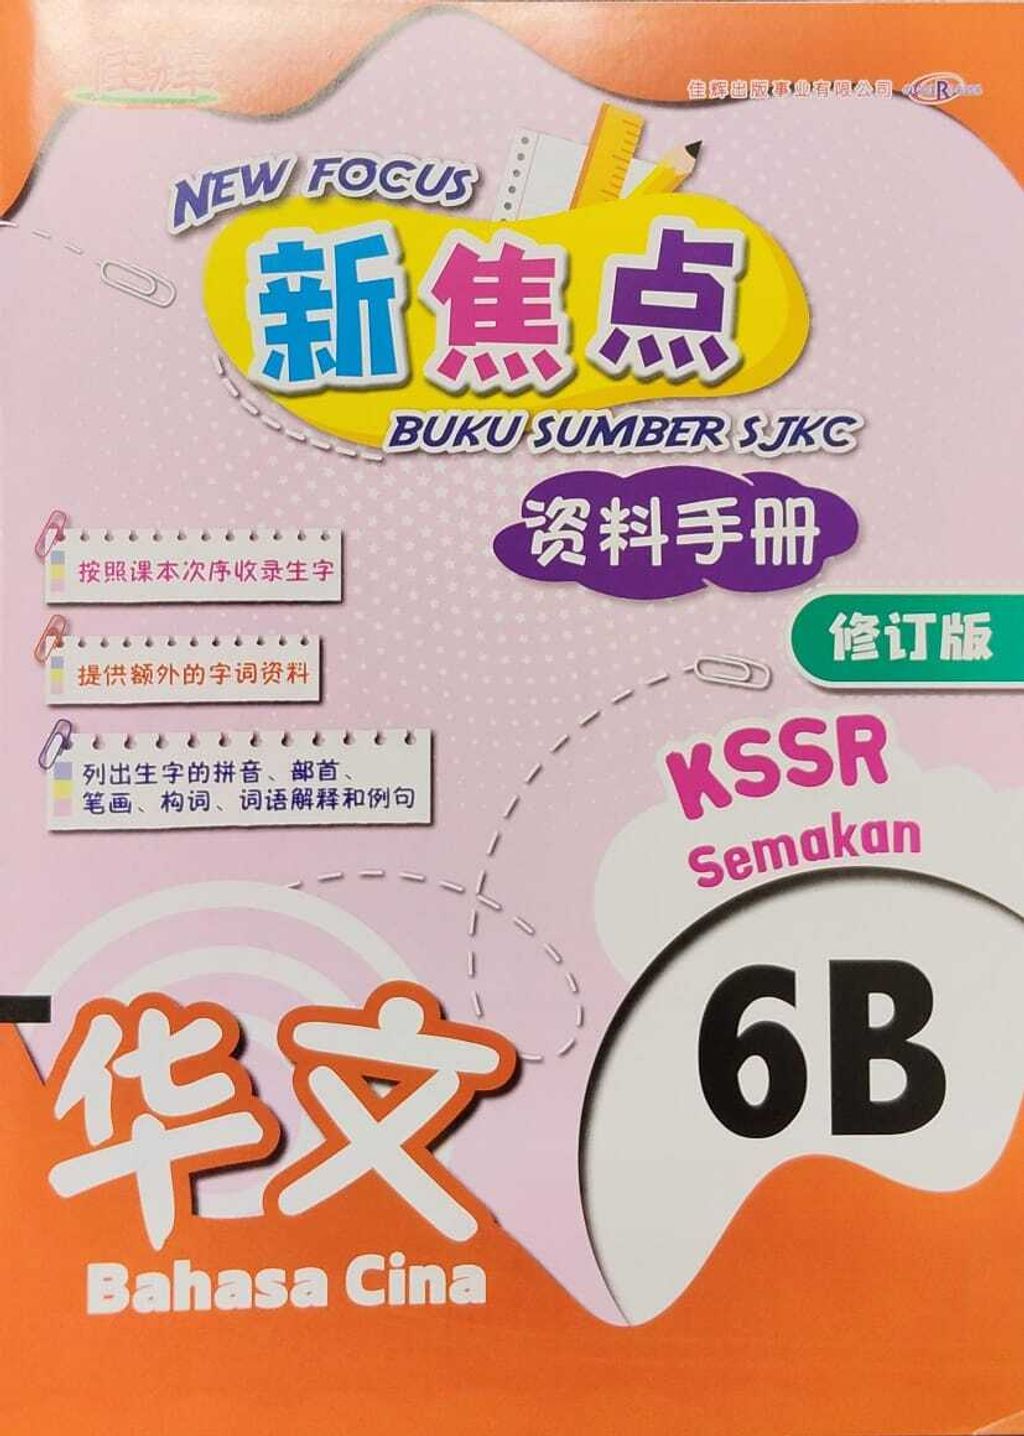 佳辉
佳辉出版事业有限公司
NEW FOCUS
新焦点
BUKU SUMBER SJKC
资料手册
修订版
按照课本次序收录生字
提供额外的字词资料
列出生字的拼音、部首、
笔画、构词、词语解释和例句
KSSR
Semakan
6B
华文
Bahasa Cina